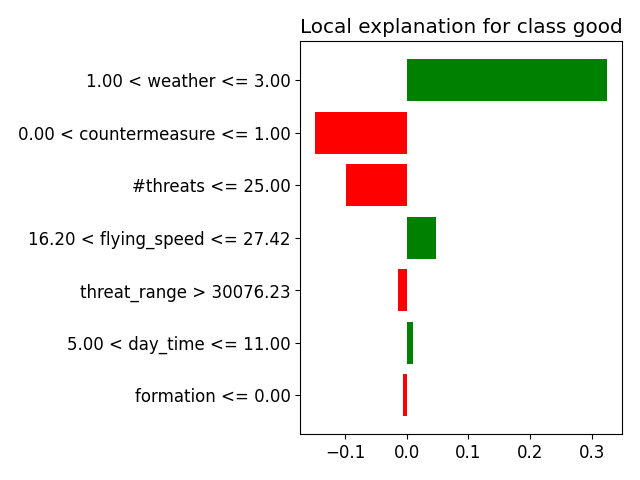 Local explanation for class good
1.00 < weather <= 3.00
0.00 < countermeasure <= 1.00
#threats <= 25.00
16.20 < flying_speed <= 27.42
threat_range > 30076.23
5.00 < day_time <= 11.00
formation <= 0.00
−0.1 0.0 0.1 0.2 0.3